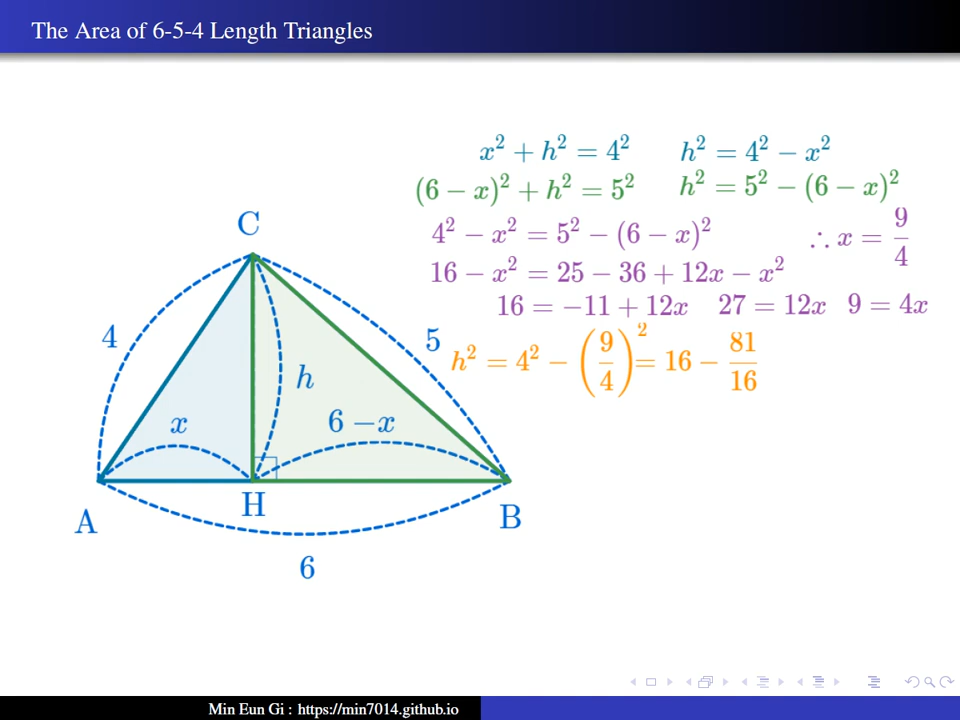 The Area of 6-5-4 Length Triangles
x² + h² = 4² h² = 4² − x²
(6 − x)² + h² = 5² h² = 5² − (6 − x)²
4² − x² = 5² − (6 − x)² ∴ x = 9/4
16 − x² = 25 − 36 + 12x − x²
16 = −11 + 12x 27 = 12x 9 = 4x
h² = 4² − (9/4)² = 16 − 81/16
C
4
5
h
x
6 − x
A
H
B
6
Min Eun Gi : https://min7014.github.io